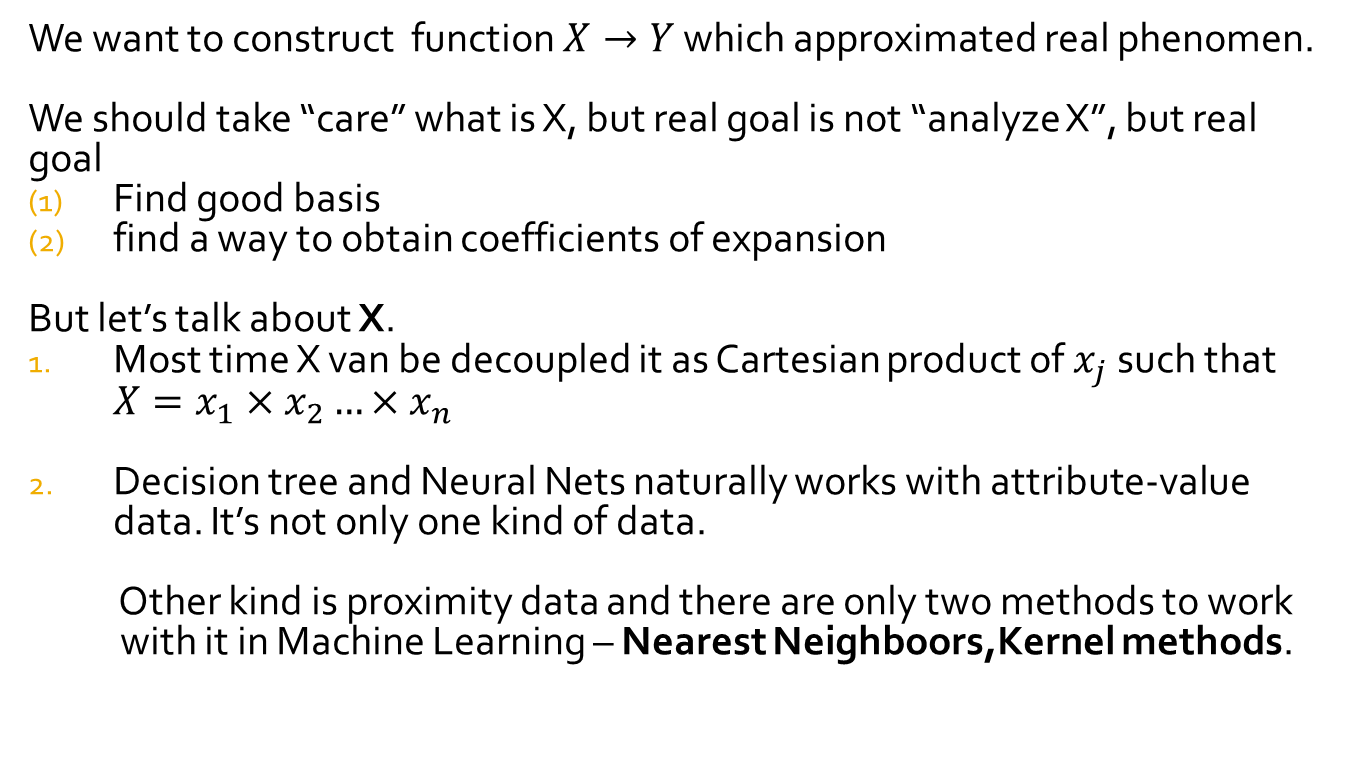 We want to construct function 𝑋 → 𝑌 which approximated real phenomen.
We should take “care” what is X, but real goal is not “analyze X”, but real
goal
(1) Find good basis
(2) find a way to obtain coefficients of expansion
But let’s talk about X.
1. Most time X van be decoupled it as Cartesian product of 𝑥𝑗 such that
𝑋 = 𝑥1 × 𝑥2 … × 𝑥𝑛
2. Decision tree and Neural Nets naturally works with attribute-value
data. It’s not only one kind of data.
Other kind is proximity data and there are only two methods to work
with it in Machine Learning – Nearest Neighboors, Kernel methods.